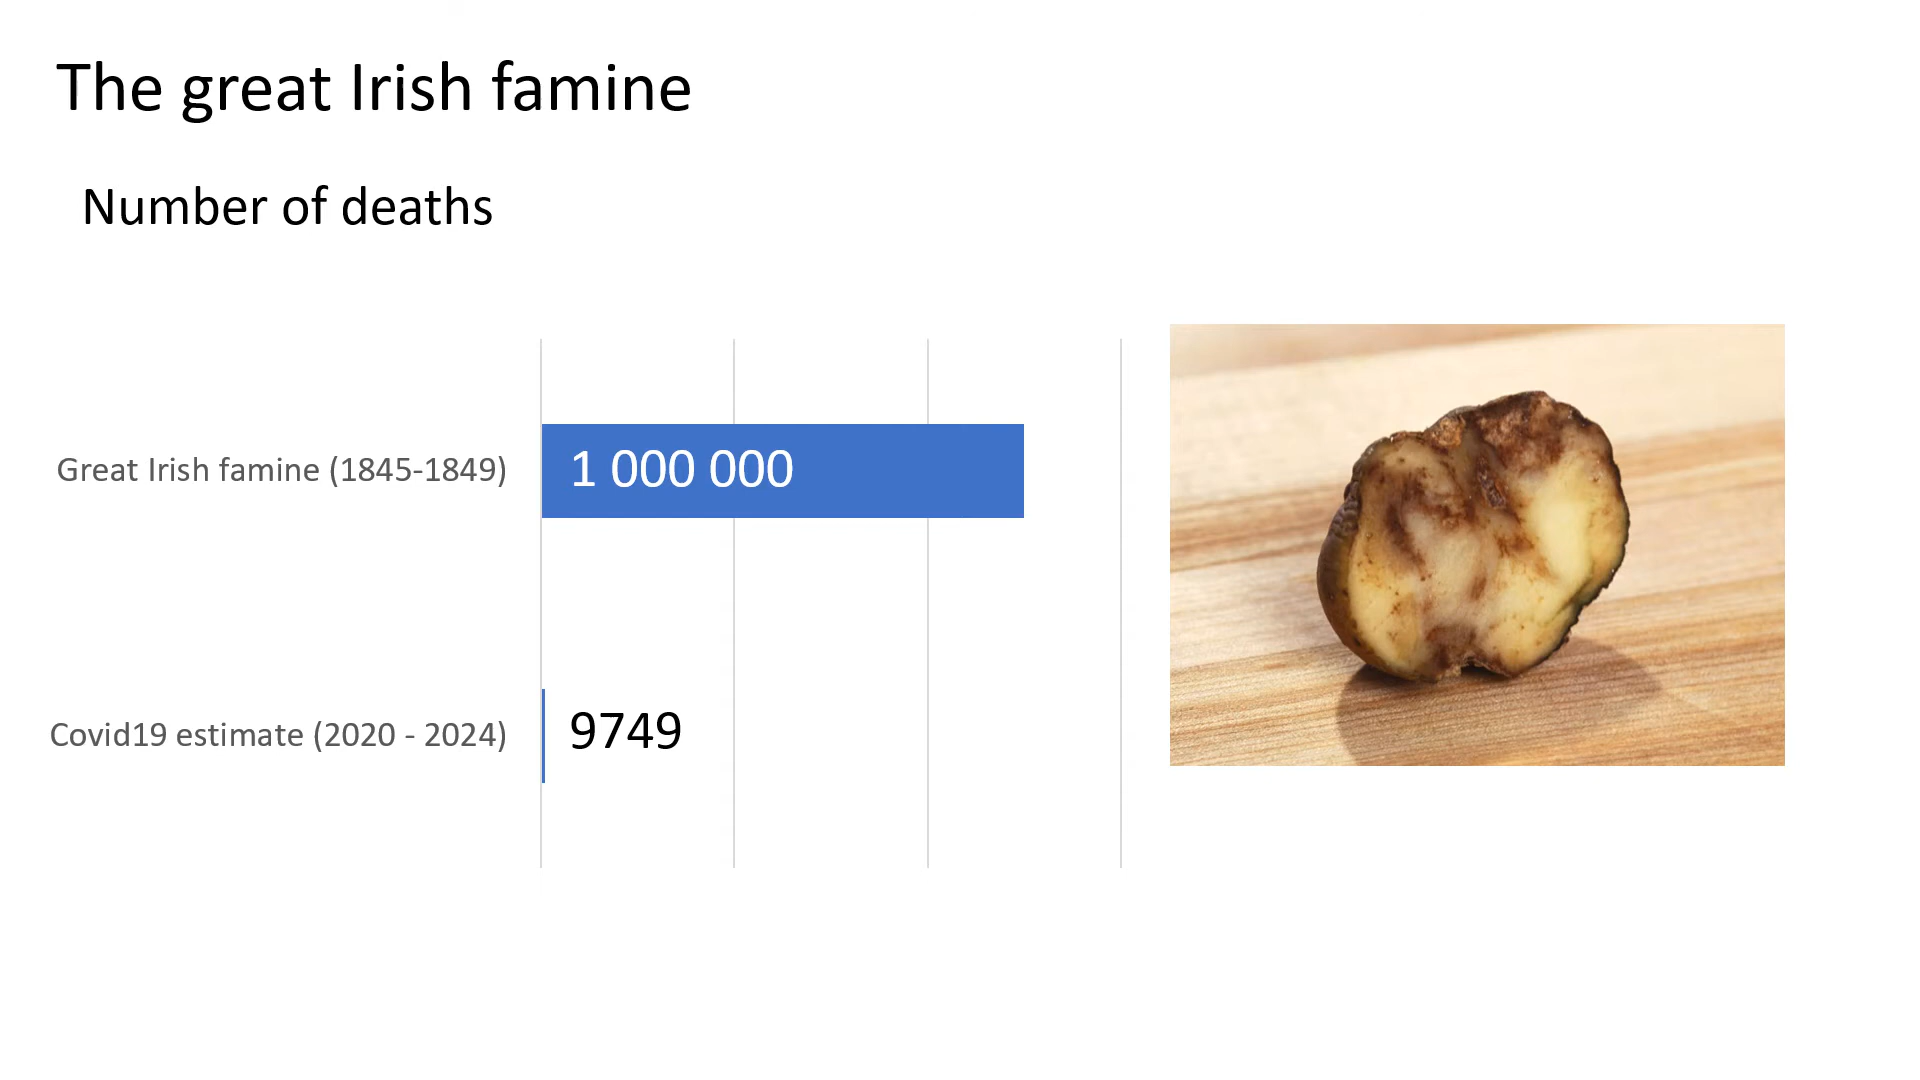 The great Irish famine
Number of deaths
Great Irish famine (1845-1849)
1 000 000
Covid19 estimate (2020 - 2024)
9749